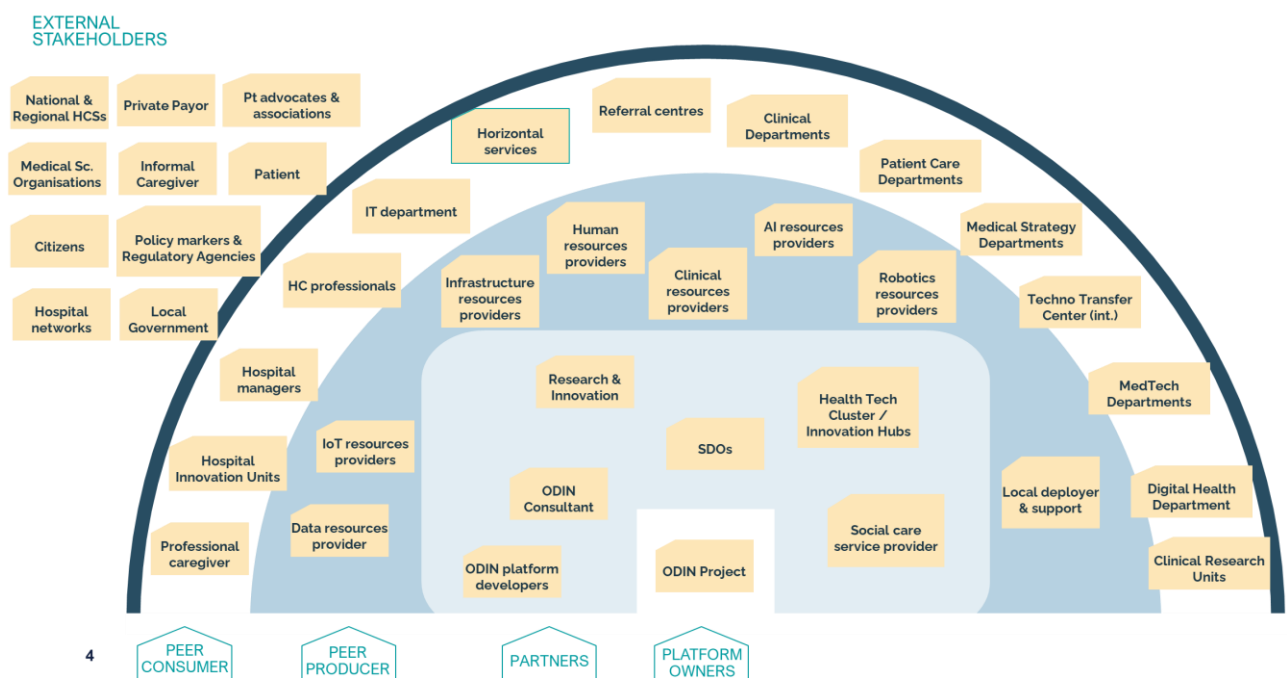 EXTERNAL
STAKEHOLDERS
National &
Regional HCSs
Private Payor
Pt advocates &
associations
Medical Sc.
Organisations
Informal
Caregiver
Patient
Citizens
Policy markers &
Regulatory Agencies
Hospital
networks
Local
Government
Horizontal
services
Referral centres
Clinical
Departments
Patient Care
Departments
IT department
Medical Strategy
Departments
HC professionals
Techno Transfer
Center (int.)
Hospital
managers
MedTech
Departments
Hospital
Innovation Units
Digital Health
Department
Professional
caregiver
Clinical Research
Units
Human
resources
providers
AI resources
providers
Infrastructure
resources
providers
Clinical
resources
providers
Robotics
resources
providers
IoT resources
providers
Data resources
provider
Local deployer
& support
Research &
Innovation
Health Tech
Cluster /
Innovation Hubs
SDOs
ODIN
Consultant
Social care
service provider
ODIN platform
developers
ODIN Project
4
PEER
CONSUMER
PEER
PRODUCER
PARTNERS
PLATFORM
OWNERS